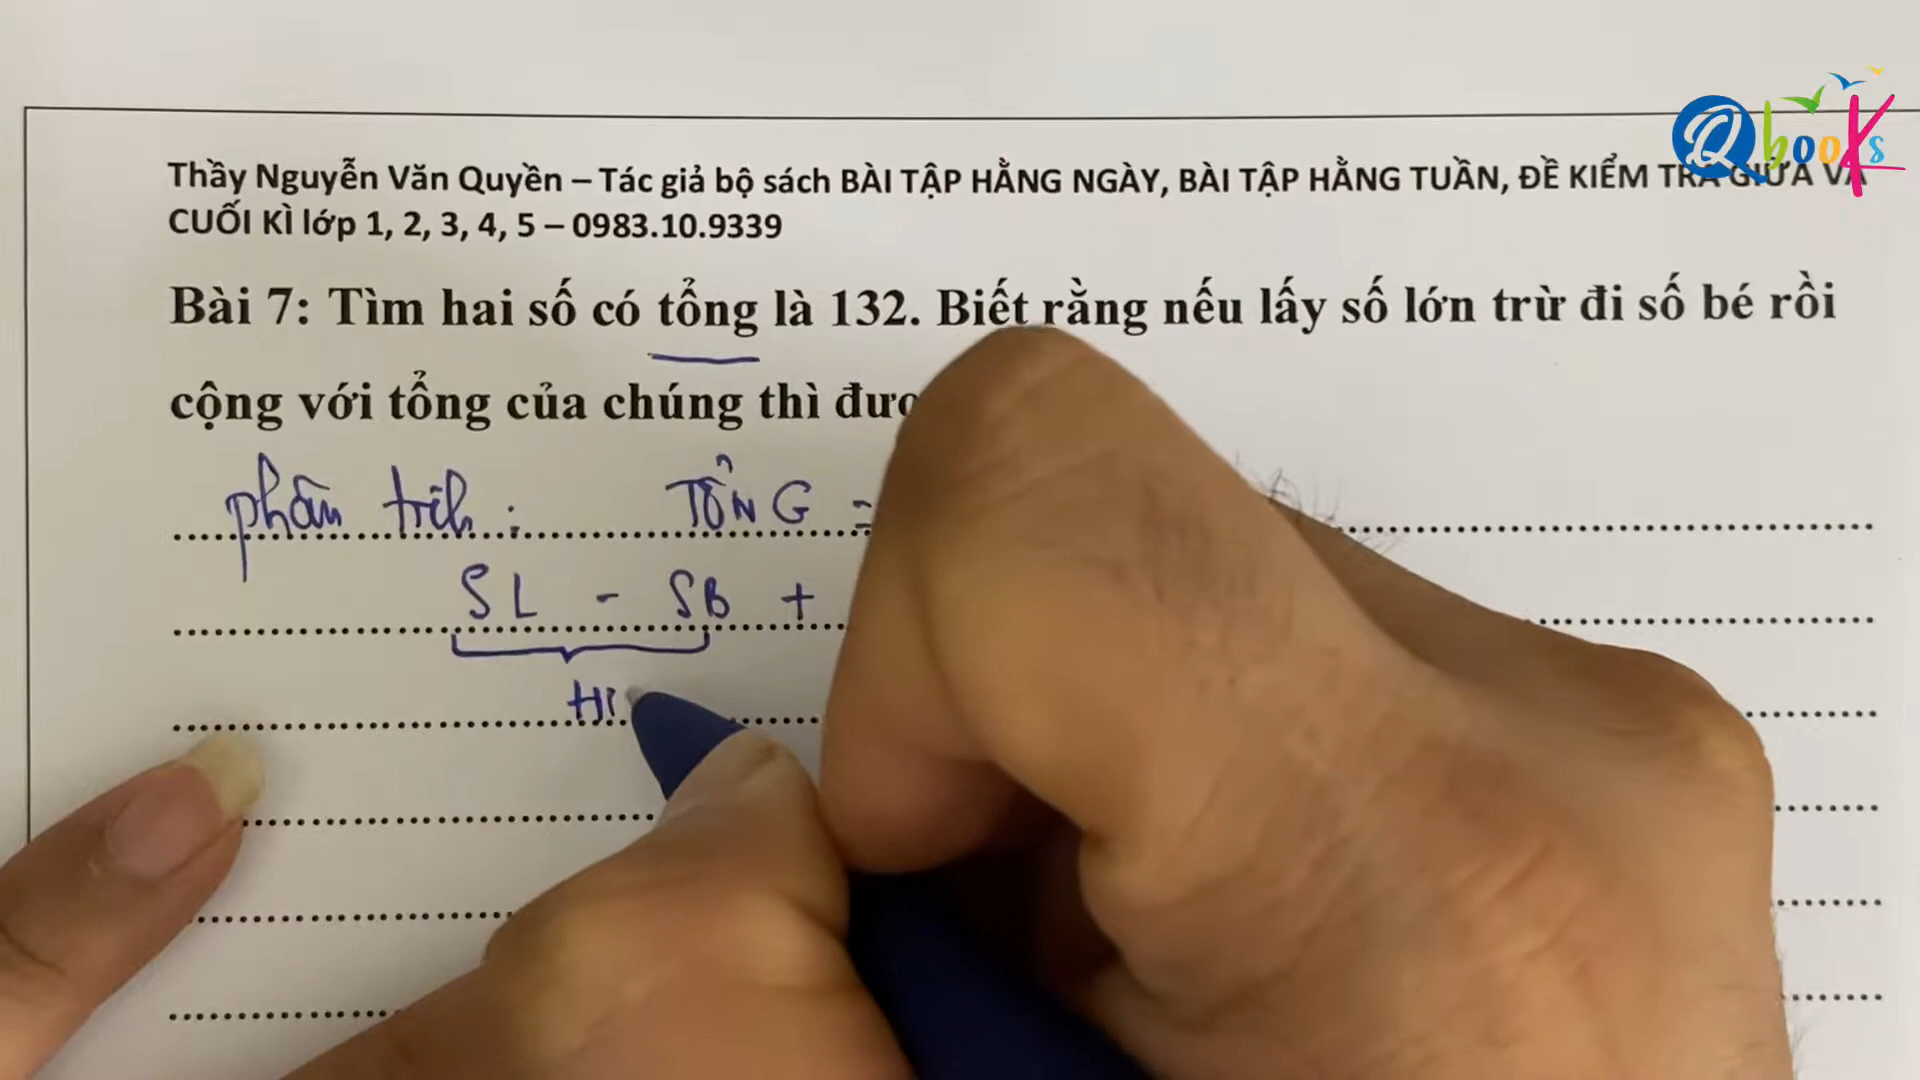 Qbooks
Thầy Nguyễn Văn Quyền – Tác giả bộ sách BÀI TẬP HẰNG NGÀY, BÀI TẬP HẰNG TUẦN, ĐỀ KIỂM TRA GIỮA VÀ
CUỐI KÌ lớp 1, 2, 3, 4, 5 – 0983.10.9339
Bài 7: Tìm hai số có tổng là 132. Biết rằng nếu lấy số lớn trừ đi số bé rồi
cộng với tổng của chúng thì
phân tích : TỔNG =
SL - SB +
HI